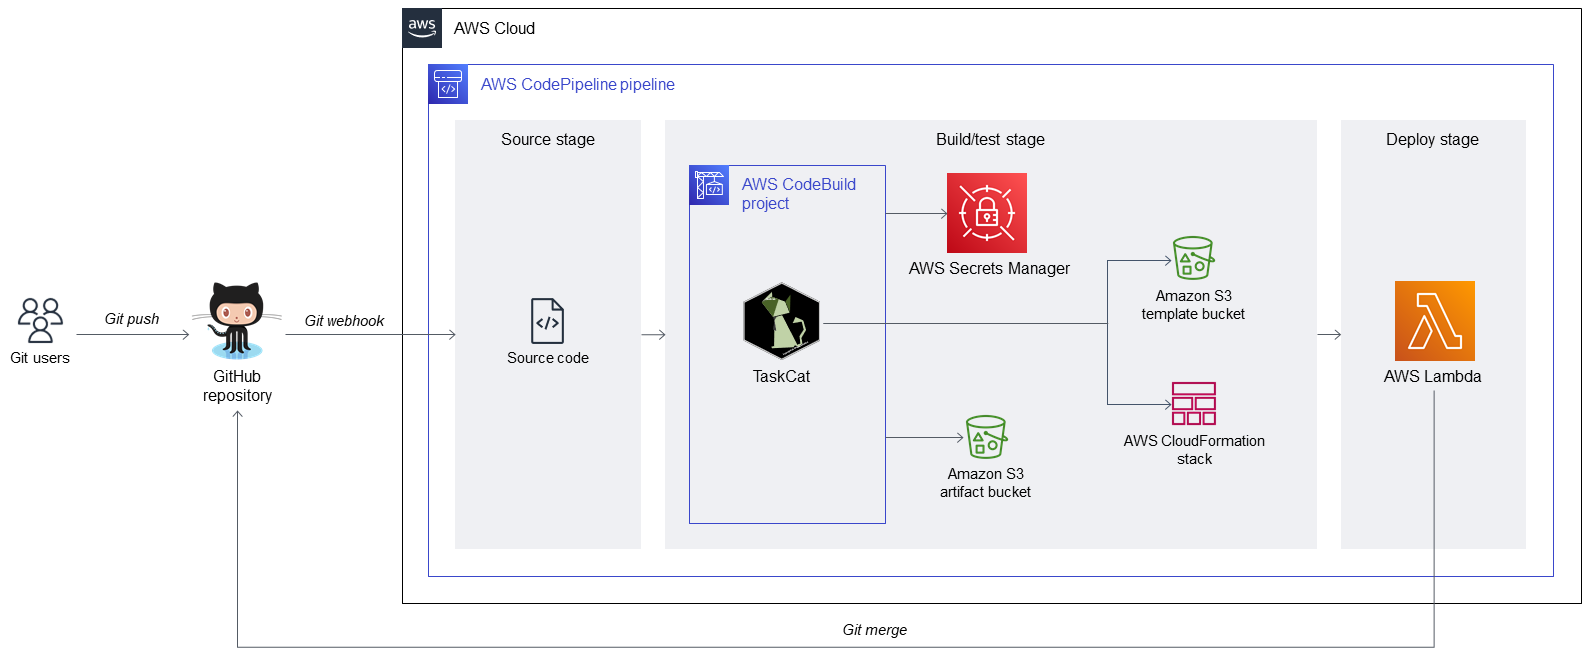 aws
AWS Cloud
AWS CodePipeline pipeline
Source stage
Build/test stage
Deploy stage
AWS CodeBuild
project
AWS Secrets Manager
Amazon S3
template bucket
Git push
Git webhook
Git users
GitHub
repository
Source code
TaskCat
AWS Lambda
AWS CloudFormation
stack
Amazon S3
artifact bucket
Git merge